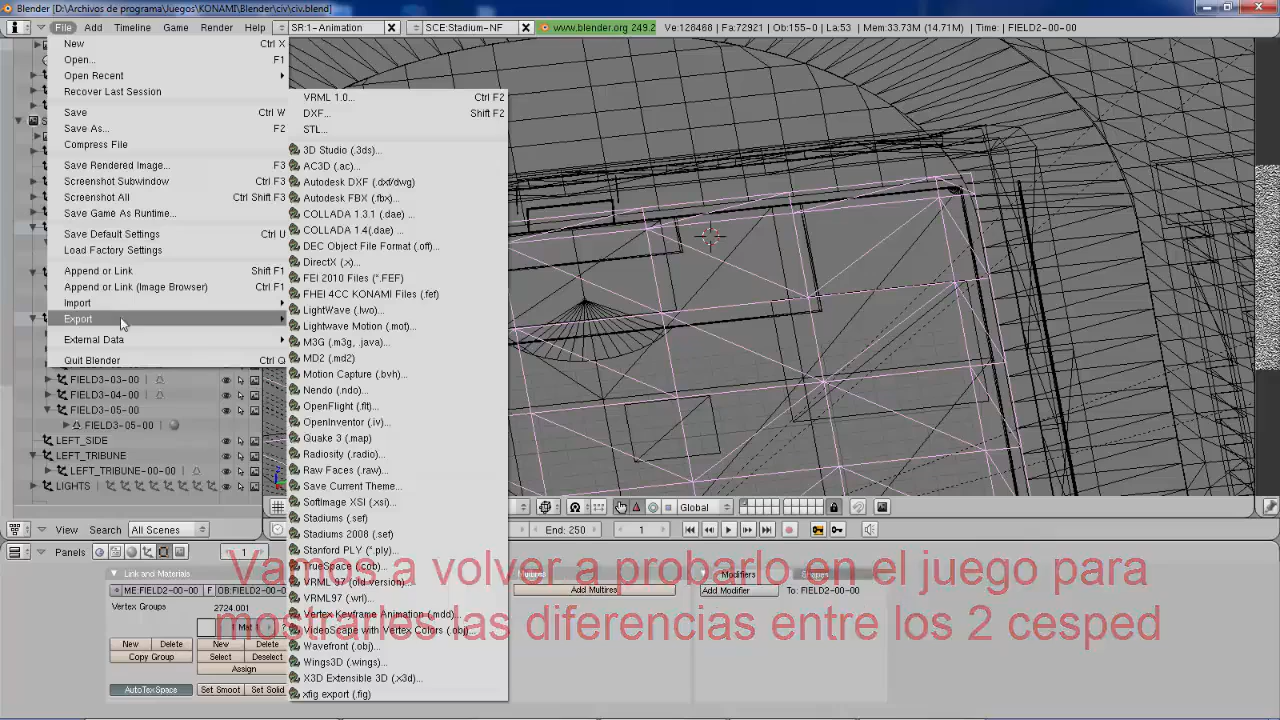 Blender [D:\Archivos de programa\Juegos\KONAMI\Blender\civ\civ.blend]
File Add Timeline Game Render Help SR:1-Animation SCE:Stadium-NF www.blender.org 249.2 Ve:126468 | Fa:72921 | Ob:155-0 | La:53 | Mem:33.73M (14.71M) | Time: | FIELD2-00-00
New Ctrl X
Open... F1
Open Recent
Recover Last Session
Save Ctrl W
Save As... F2
Compress File
Save Rendered Image... F3
Screenshot Subwindow Ctrl F3
Screenshot All Ctrl Shift F3
Save Game As Runtime...
Save Default Settings Ctrl U
Load Factory Settings
Append or Link Shift F1
Append or Link (Image Browser) Ctrl F1
Import
Export
External Data
Quit Blender Ctrl Q
VRML 1.0... Ctrl F2
DXF... Shift F2
STL...
3D Studio (.3ds)...
AC3D (.ac)...
Autodesk DXF (.dxf/dwg)
Autodesk FBX (.fbx)...
COLLADA 1.3.1 (.dae) ...
COLLADA 1.4(.dae) ...
DEC Object File Format (.off)...
DirectX (.x)...
FEI 2010 Files (*.FEF)
FHEI 4CC KONAMI Files (.fef)
LightWave (.lwo)...
Lightwave Motion (.mot)...
M3G (.m3g, .java)...
MD2 (.md2)
Motion Capture (.bvh)...
Nendo (.ndo)...
OpenFlight (.flt)...
OpenInventor (.iv)...
Quake 3 (.map)
Radiosity (.radio)...
Raw Faces (.raw)...
Save Current Theme...
SoftImage XSI (.xsi)...
Stadiums (.sef)
Stadiums 2008 (.sef)
Stanford PLY (*.ply)...
TrueSpace (.cob)...
VRML 97 (old version)...
VRML97 (.wrl)...
Vertex Keyframe Animation (.mdd)...
VideoScape with Vertex Colors (.obj)...
Wavefront (.obj)...
Wings3D (.wings)...
X3D Extensible 3D (.x3d)...
xfig export (.fig)
FIELD3-03-00
FIELD3-04-00
FIELD3-05-00
FIELD3-05-00
LEFT_SIDE
LEFT_TRIBUNE
LEFT_TRIBUNE-00-00
LIGHTS
View Search All Scenes
Global
End: 250 1
Panels 1
Vamos a volver a probarlo en el juego para
mostrarles las diferencias entre los 2 cesped
Link and Materials Multires Modifiers Shapes
ME:FIELD2-00-00 F OB:FIELD2-00-0 Add Multires Add Modifier To: FIELD2-00-00
Vertex Groups 2724.001
1 Mat 1 ?
New Delete New Delete
Copy Group Select Deselect
Assign
AutoTexSpace Set Smoot Set Solid